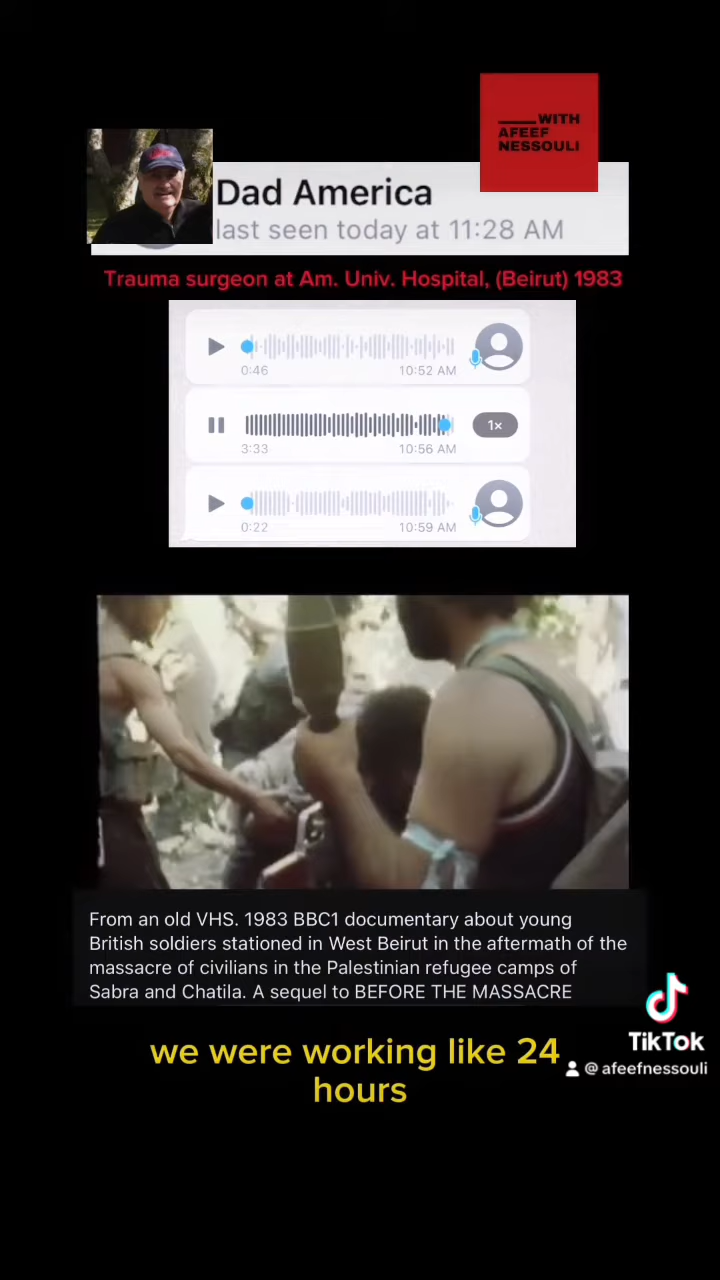 ____WITH
AFEEF
NESSOULI
Dad America
last seen today at 11:28 AM
Trauma surgeon at Am. Univ. Hospital, (Beirut) 1983
0:46 10:52 AM
1×
3:33 10:56 AM
0:22 10:59 AM
From an old VHS. 1983 BBC1 documentary about young
British soldiers stationed in West Beirut in the aftermath of the
massacre of civilians in the Palestinian refugee camps of
Sabra and Chatila. A sequel to BEFORE THE MASSACRE
TikTok
@ afeefnessouli
we were working like 24
hours